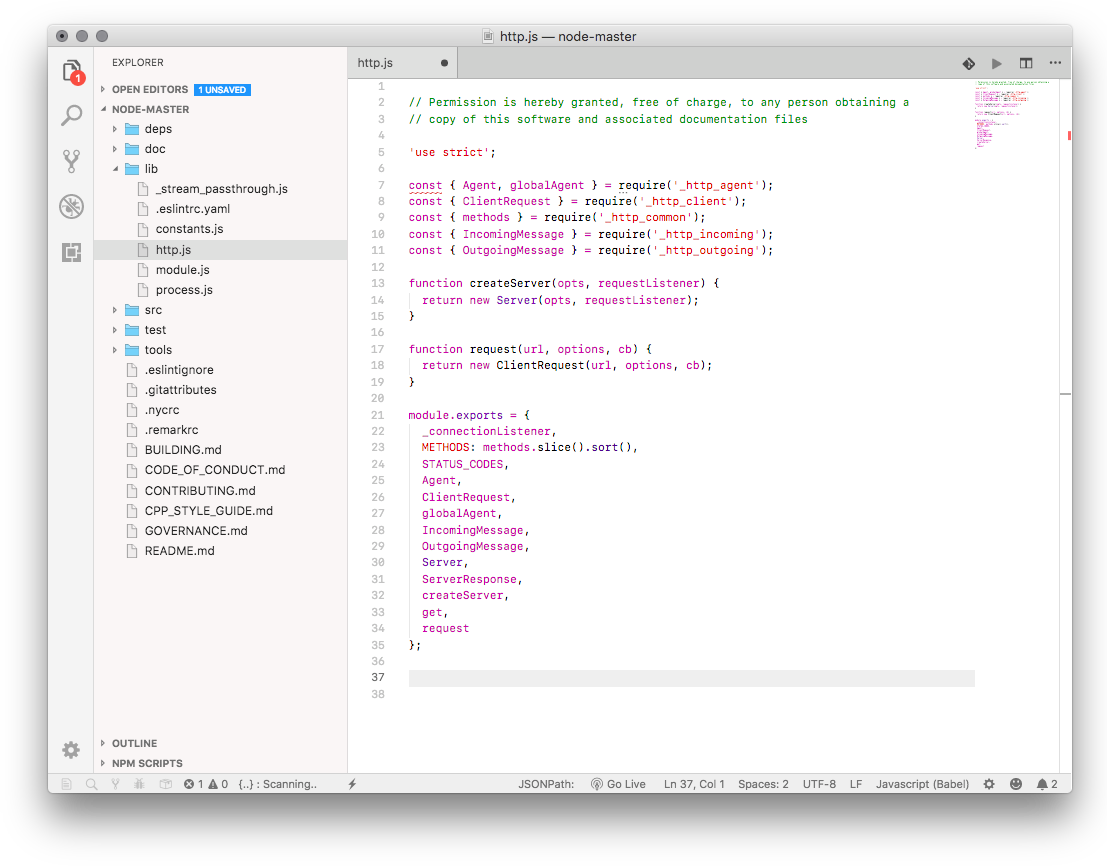 http.js — node-master
1
EXPLORER
OPEN EDITORS 1 UNSAVED
NODE-MASTER
deps
doc
lib
_stream_passthrough.js
.eslintrc.yaml
constants.js
http.js
module.js
process.js
src
test
tools
.eslintignore
.gitattributes
.nycrc
.remarkrc
BUILDING.md
CODE_OF_CONDUCT.md
CONTRIBUTING.md
CPP_STYLE_GUIDE.md
GOVERNANCE.md
README.md
OUTLINE
NPM SCRIPTS
http.js
1
2 // Permission is hereby granted, free of charge, to any person obtaining a
3 // copy of this software and associated documentation files
4
5 'use strict';
6
7 const { Agent, globalAgent } = require('_http_agent');
8 const { ClientRequest } = require('_http_client');
9 const { methods } = require('_http_common');
10 const { IncomingMessage } = require('_http_incoming');
11 const { OutgoingMessage } = require('_http_outgoing');
12
13 function createServer(opts, requestListener) {
14   return new Server(opts, requestListener);
15 }
16
17 function request(url, options, cb) {
18   return new ClientRequest(url, options, cb);
19 }
20
21 module.exports = {
22   _connectionListener,
23   METHODS: methods.slice().sort(),
24   STATUS_CODES,
25   Agent,
26   ClientRequest,
27   globalAgent,
28   IncomingMessage,
29   OutgoingMessage,
30   Server,
31   ServerResponse,
32   createServer,
33   get,
34   request
35 };
36
37
38
1 0 {..} : Scanning.. JSONPath: Go Live Ln 37, Col 1 Spaces: 2 UTF-8 LF Javascript (Babel) 2